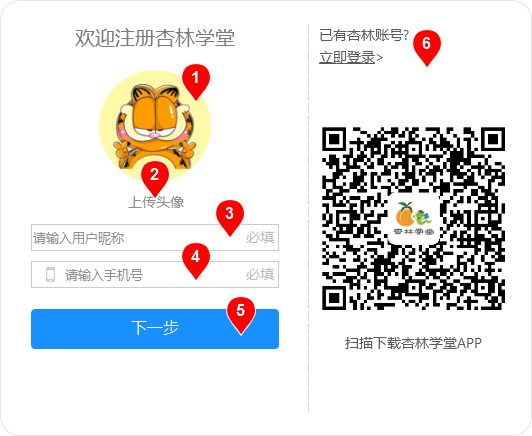 欢迎注册杏林学堂
1
2
上传头像
3
请输入用户昵称 必填
4
请输入手机号 必填
5
下一步
已有杏林账号?
6
立即登录>
杏林学堂
扫描下载杏林学堂APP